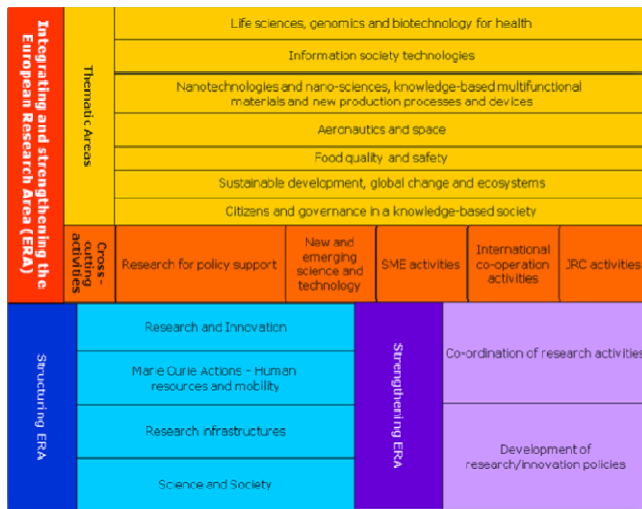 Integrating and strengthening the
European Research Area (ERA)
Thematic Areas
Life sciences, genomics and biotechnology for health
Information society technologies
Nanotechnologies and nano-sciences, knowledge-based multifunctional
materials and new production processes and devices
Aeronautics and space
Food quality and safety
Sustainable development, global change and ecosystems
Citizens and governance in a knowledge-based society
Cross-
cutting
activities
Research for policy support
New and
emerging
science and
technology
SME activities
International
co-operation
activities
JRC activities
Structuring ERA
Research and Innovation
Marie Curie Actions - Human
resources and mobility
Research infrastructures
Science and Society
Strengthening ERA
Co-ordination of research activities
Development of
research/innovation policies